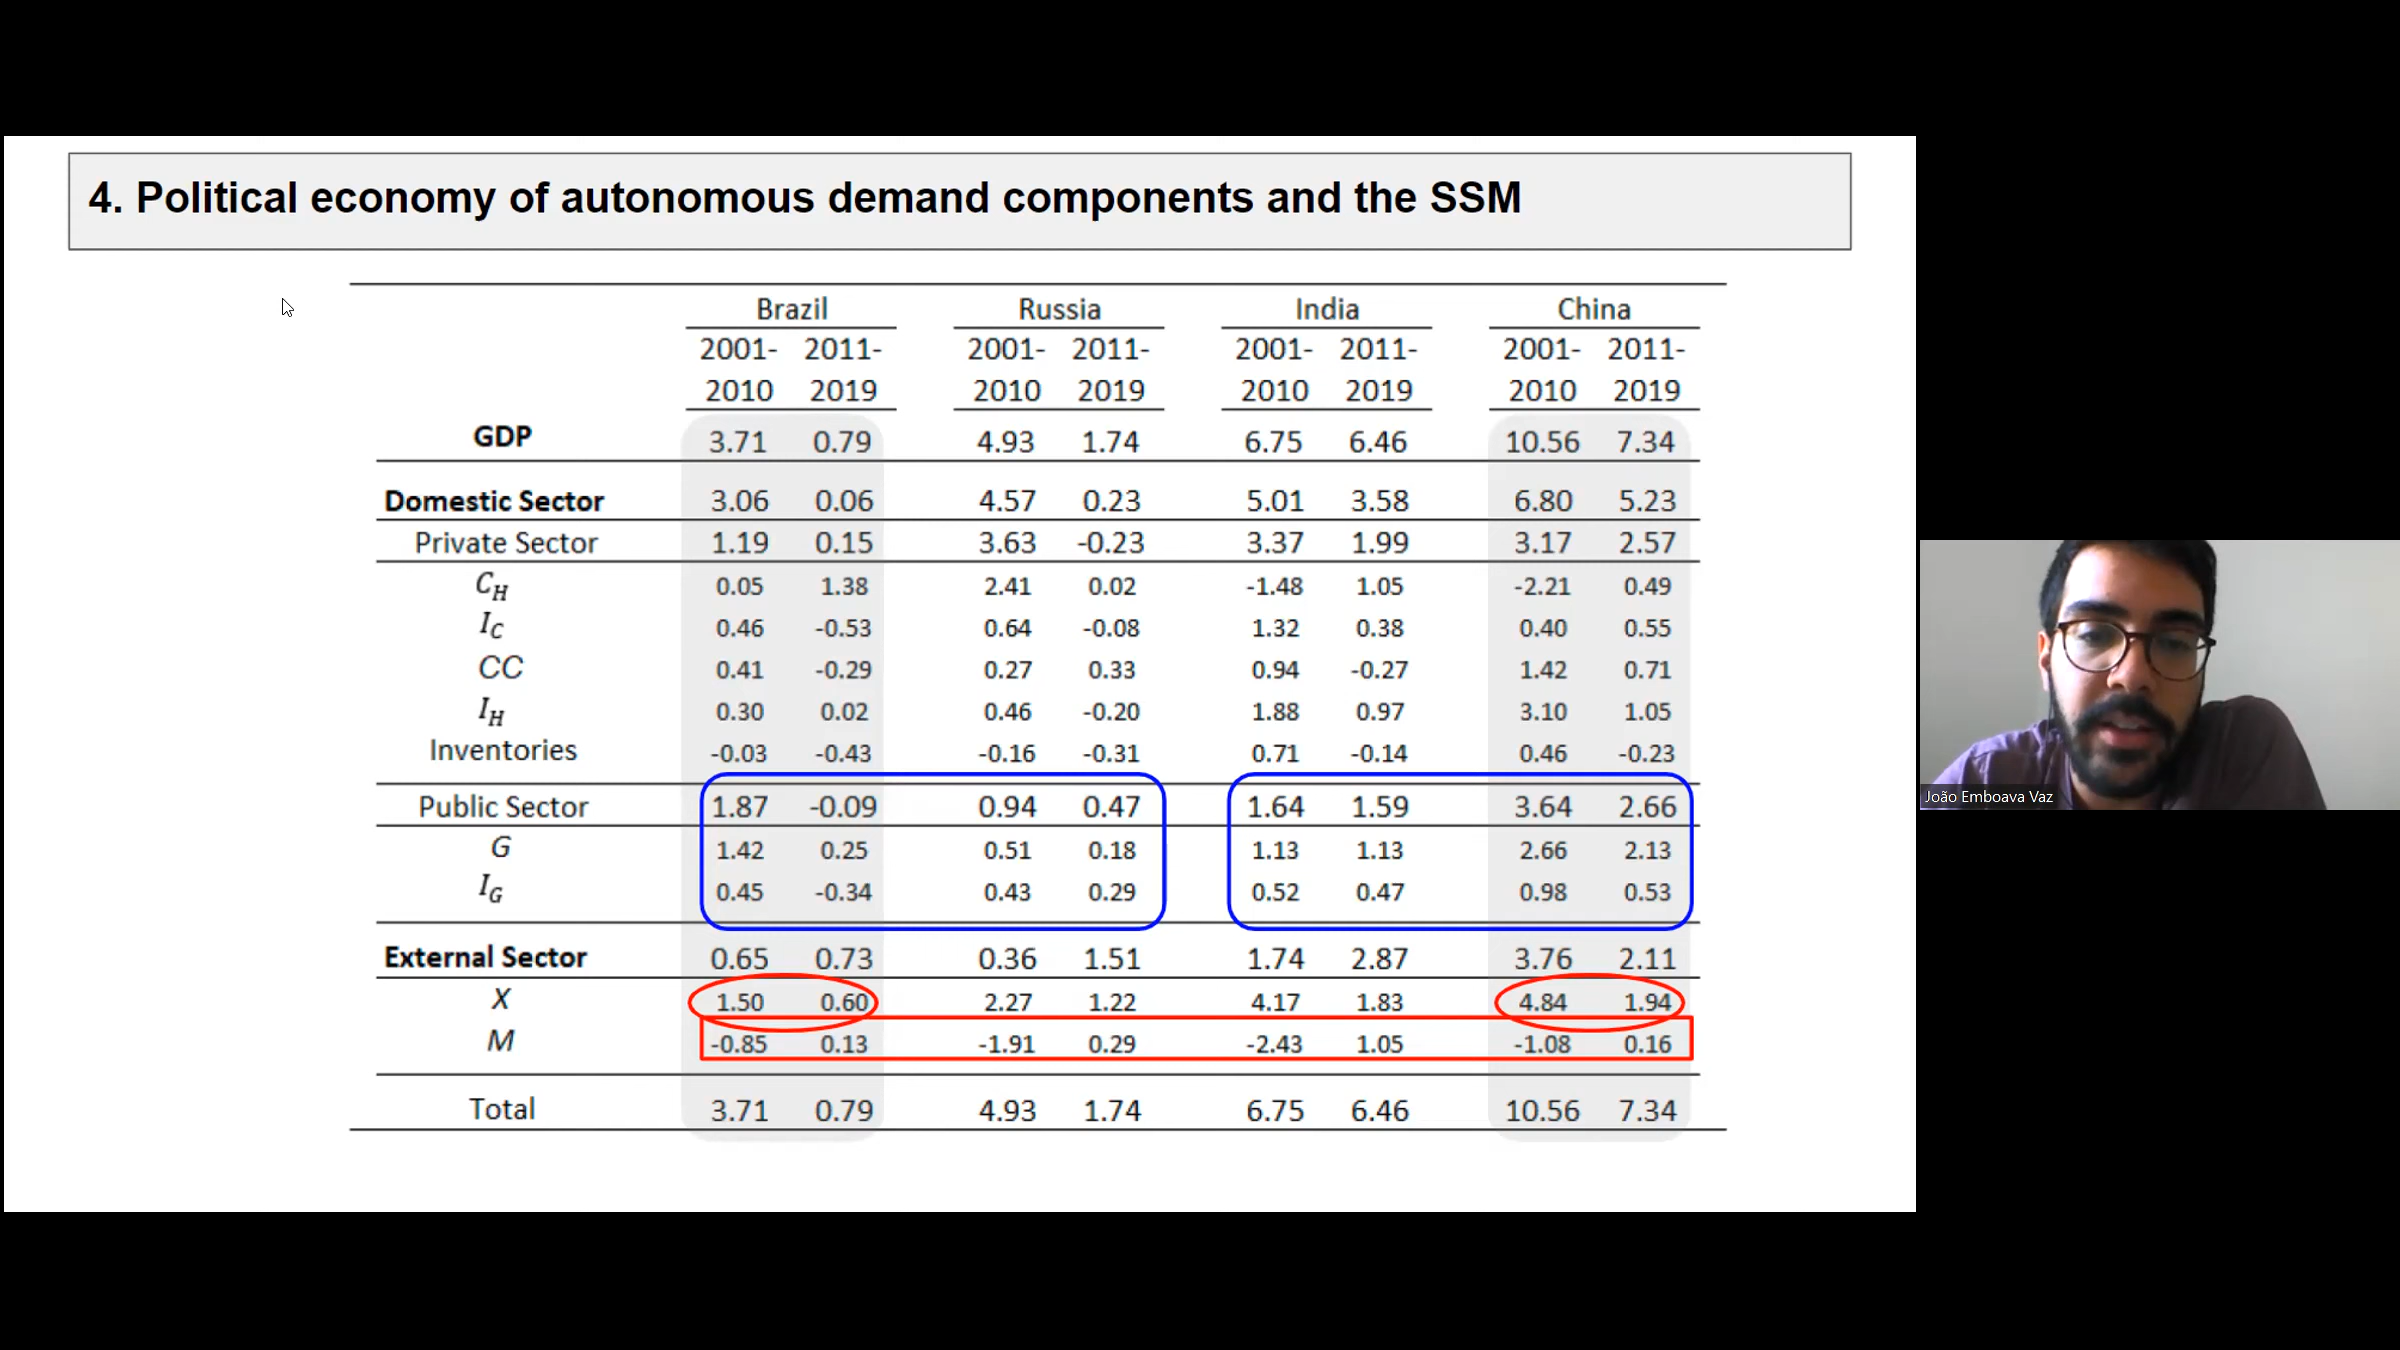 4. Political economy of autonomous demand components and the SSM
Brazil Russia India China
2001- 2011- 2001- 2011- 2001- 2011- 2001- 2011-
2010 2019 2010 2019 2010 2019 2010 2019
GDP 3.71 0.79 4.93 1.74 6.75 6.46 10.56 7.34
Domestic Sector 3.06 0.06 4.57 0.23 5.01 3.58 6.80 5.23
Private Sector 1.19 0.15 3.63 -0.23 3.37 1.99 3.17 2.57
C_H 0.05 1.38 2.41 0.02 -1.48 1.05 -2.21 0.49
I_C 0.46 -0.53 0.64 -0.08 1.32 0.38 0.40 0.55
CC 0.41 -0.29 0.27 0.33 0.94 -0.27 1.42 0.71
I_H 0.30 0.02 0.46 -0.20 1.88 0.97 3.10 1.05
Inventories -0.03 -0.43 -0.16 -0.31 0.71 -0.14 0.46 -0.23
Public Sector 1.87 -0.09 0.94 0.47 1.64 1.59 3.64 2.66
G 1.42 0.25 0.51 0.18 1.13 1.13 2.66 2.13
I_G 0.45 -0.34 0.43 0.29 0.52 0.47 0.98 0.53
External Sector 0.65 0.73 0.36 1.51 1.74 2.87 3.76 2.11
X 1.50 0.60 2.27 1.22 4.17 1.83 4.84 1.94
M -0.85 0.13 -1.91 0.29 -2.43 1.05 -1.08 0.16
Total 3.71 0.79 4.93 1.74 6.75 6.46 10.56 7.34
João Emboava Vaz